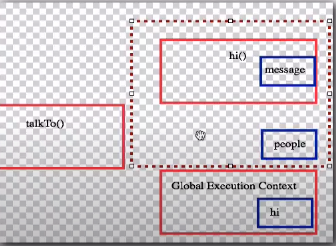 hi()
message
talkTo()
people
Global Execution Context
hi